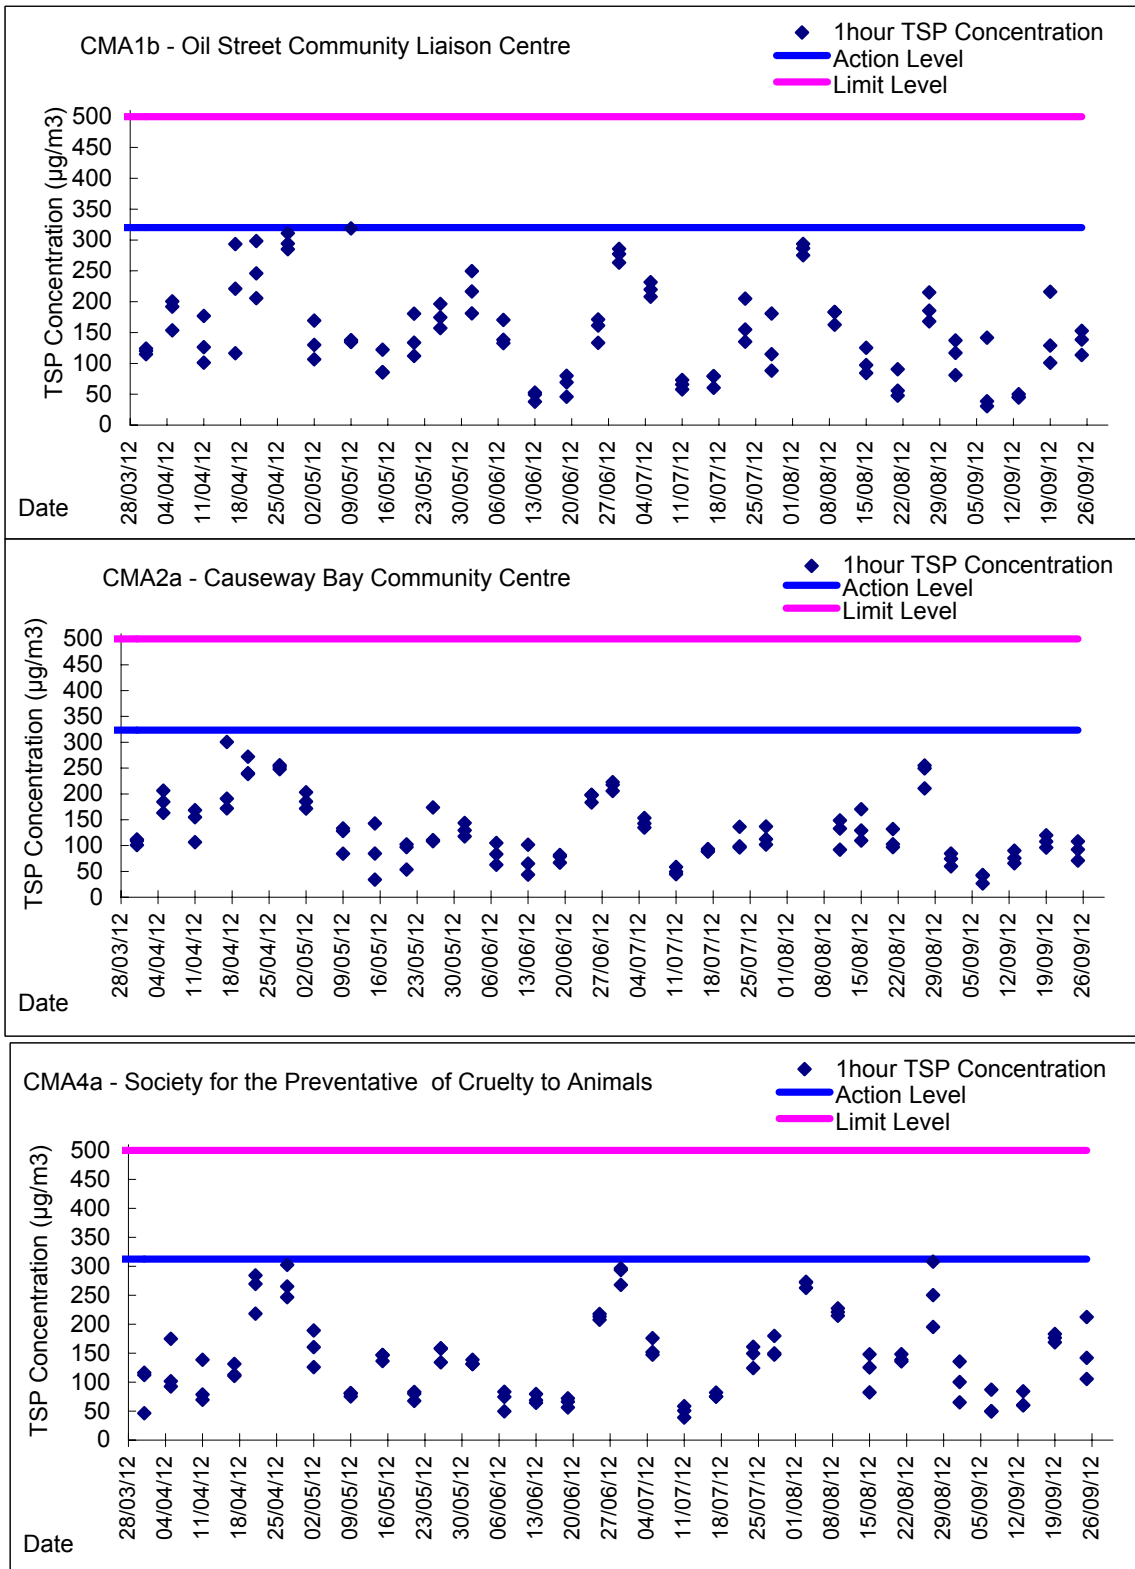 CMA1b - Oil Street Community Liaison Centre
1hour TSP Concentration
Action Level
Limit Level
TSP Concentration (µg/m3)
500
450
400
350
300
250
200
150
100
50
0
28/03/12 04/04/12 11/04/12 18/04/12 25/04/12 02/05/12 09/05/12 16/05/12 23/05/12 30/05/12 06/06/12 13/06/12 20/06/12 27/06/12 04/07/12 11/07/12 18/07/12 25/07/12 01/08/12 08/08/12 15/08/12 22/08/12 29/08/12 05/09/12 12/09/12 19/09/12 26/09/12
Date
CMA2a - Causeway Bay Community Centre
1hour TSP Concentration
Action Level
Limit Level
TSP Concentration (µg/m3)
500
450
400
350
300
250
200
150
100
50
0
28/03/12 04/04/12 11/04/12 18/04/12 25/04/12 02/05/12 09/05/12 16/05/12 23/05/12 30/05/12 06/06/12 13/06/12 20/06/12 27/06/12 04/07/12 11/07/12 18/07/12 25/07/12 01/08/12 08/08/12 15/08/12 22/08/12 29/08/12 05/09/12 12/09/12 19/09/12 26/09/12
Date
CMA4a - Society for the Preventative of Cruelty to Animals
1hour TSP Concentration
Action Level
Limit Level
TSP Concentration (µg/m3)
500
450
400
350
300
250
200
150
100
50
0
28/03/12 04/04/12 11/04/12 18/04/12 25/04/12 02/05/12 09/05/12 16/05/12 23/05/12 30/05/12 06/06/12 13/06/12 20/06/12 27/06/12 04/07/12 11/07/12 18/07/12 25/07/12 01/08/12 08/08/12 15/08/12 22/08/12 29/08/12 05/09/12 12/09/12 19/09/12 26/09/12
Date